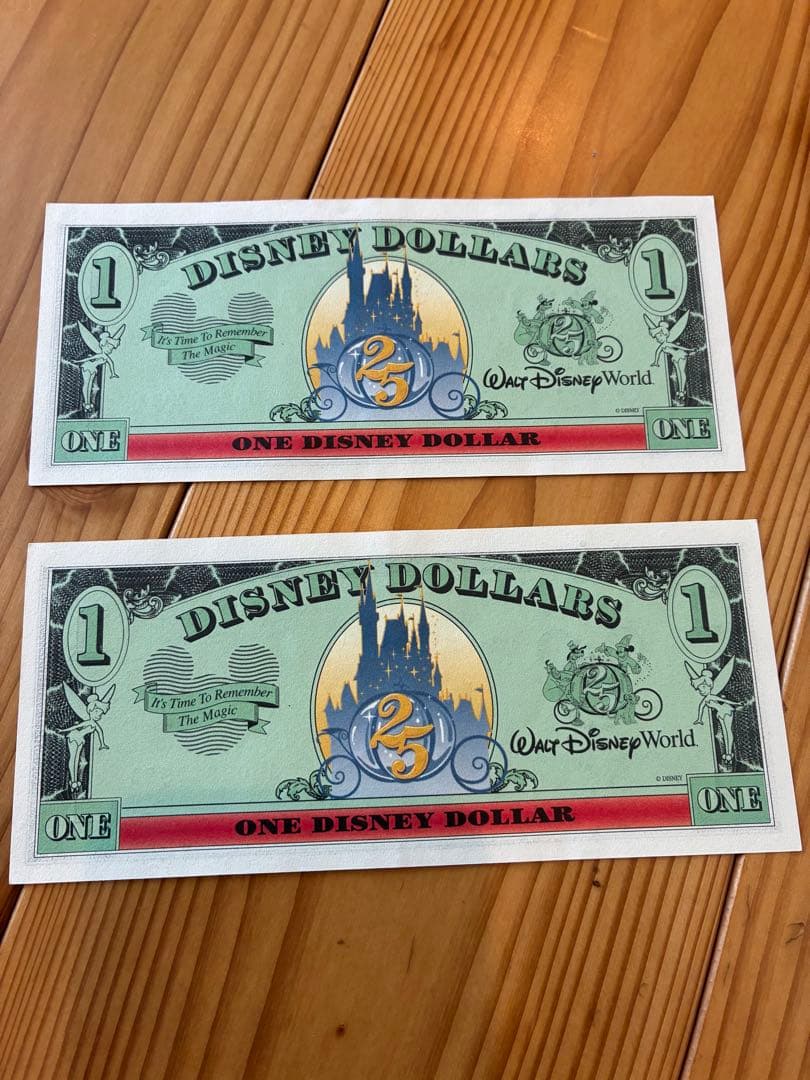 DISNEY DOLLARS
1
1
It's Time To Remember
The Magic
25
25
Walt Disney World
© DISNEY
ONE
ONE DISNEY DOLLAR
ONE
DISNEY DOLLARS
1
1
It's Time To Remember
The Magic
25
25
Walt Disney World
© DISNEY
ONE
ONE DISNEY DOLLAR
ONE